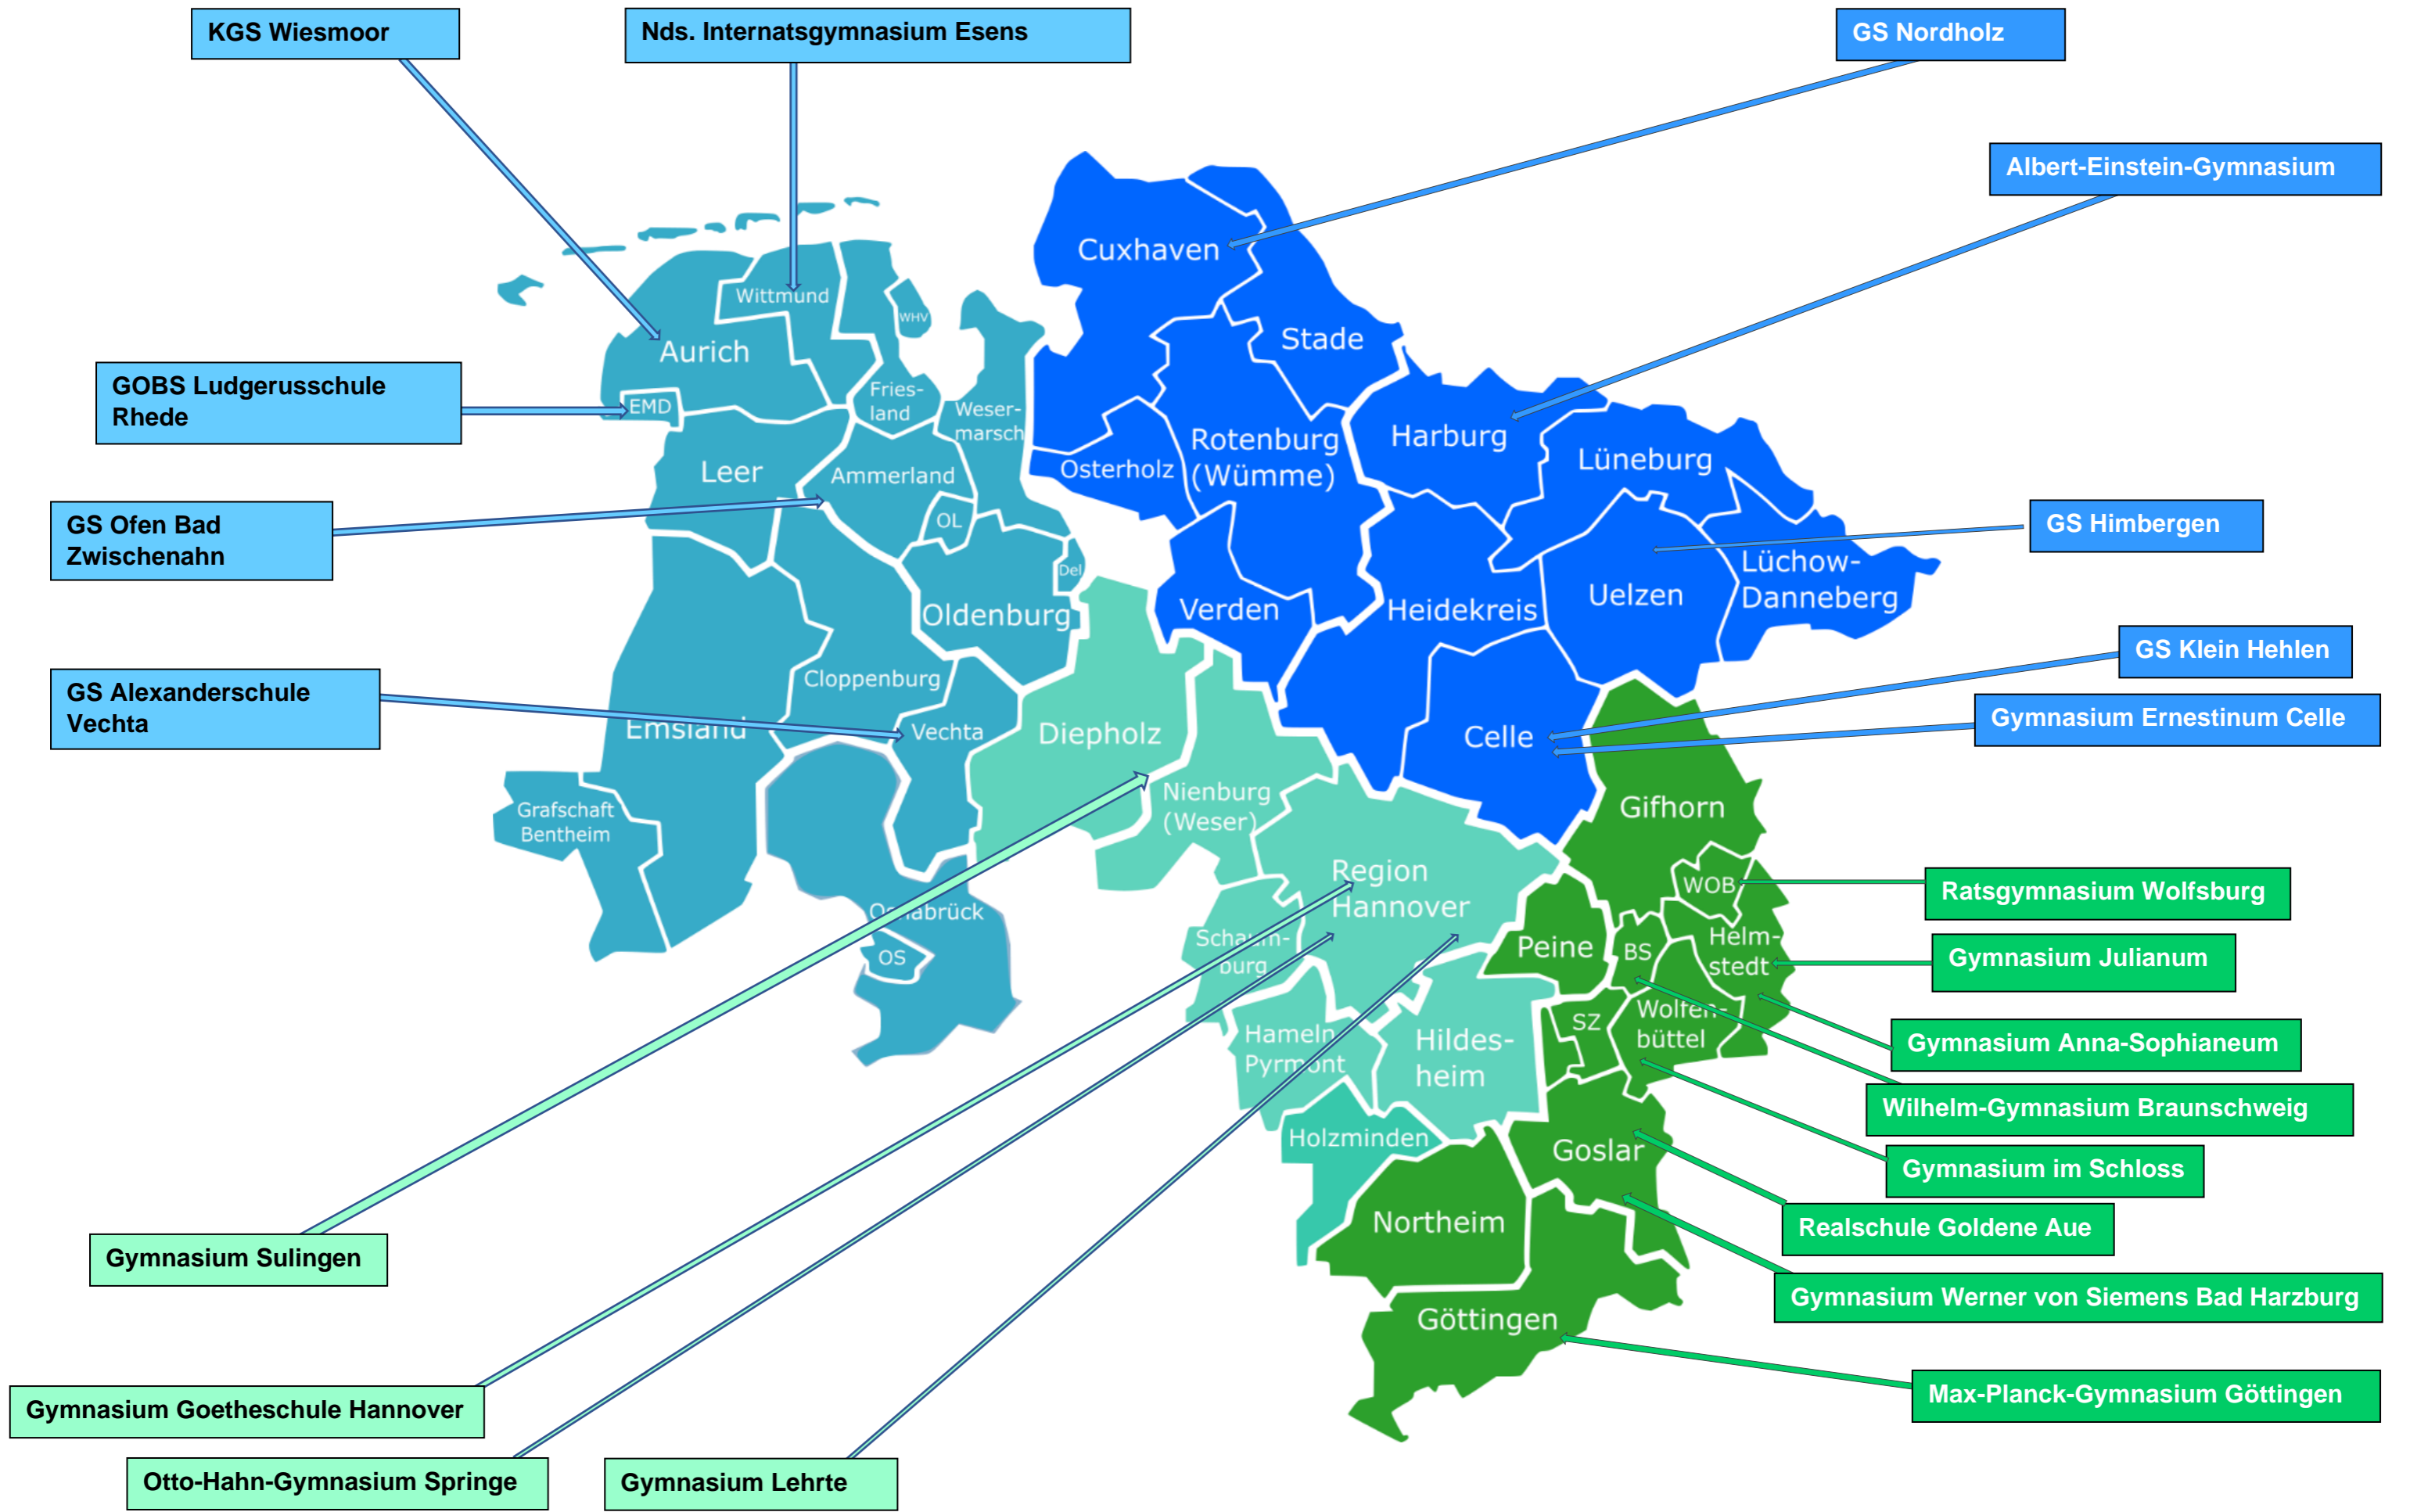 KGS Wiesmoor
Nds. Internatsgymnasium Esens
GS Nordholz
Albert-Einstein-Gymnasium
GOBS Ludgerusschule
Rhede
GS Ofen Bad
Zwischenahn
GS Himbergen
GS Alexanderschule
Vechta
GS Klein Hehlen
Gymnasium Ernestinum Celle
Cuxhaven
Wittmund
WHV
Stade
Aurich
EMD
Fries-
land
Weser-
marsch
Harburg
Rotenburg
(Wümme)
Lüneburg
Leer
Ammerland
Osterholz
OL
Del
Lüchow-
Danneberg
Oldenburg
Verden
Heidekreis
Uelzen
Cloppenburg
Emsland
Vechta
Diepholz
Celle
Grafschaft
Bentheim
Nienburg
(Weser)
Gifhorn
Region
Hannover
WOB
Osnabrück
OS
Schaum-
burg
Peine
BS
Helm-
stedt
Hameln
Pyrmont
Hildes-
heim
SZ
Wolfen-
büttel
Holzminden
Goslar
Northeim
Göttingen
Ratsgymnasium Wolfsburg
Gymnasium Julianum
Gymnasium Anna-Sophianeum
Wilhelm-Gymnasium Braunschweig
Gymnasium im Schloss
Realschule Goldene Aue
Gymnasium Werner von Siemens Bad Harzburg
Max-Planck-Gymnasium Göttingen
Gymnasium Sulingen
Gymnasium Goetheschule Hannover
Otto-Hahn-Gymnasium Springe
Gymnasium Lehrte